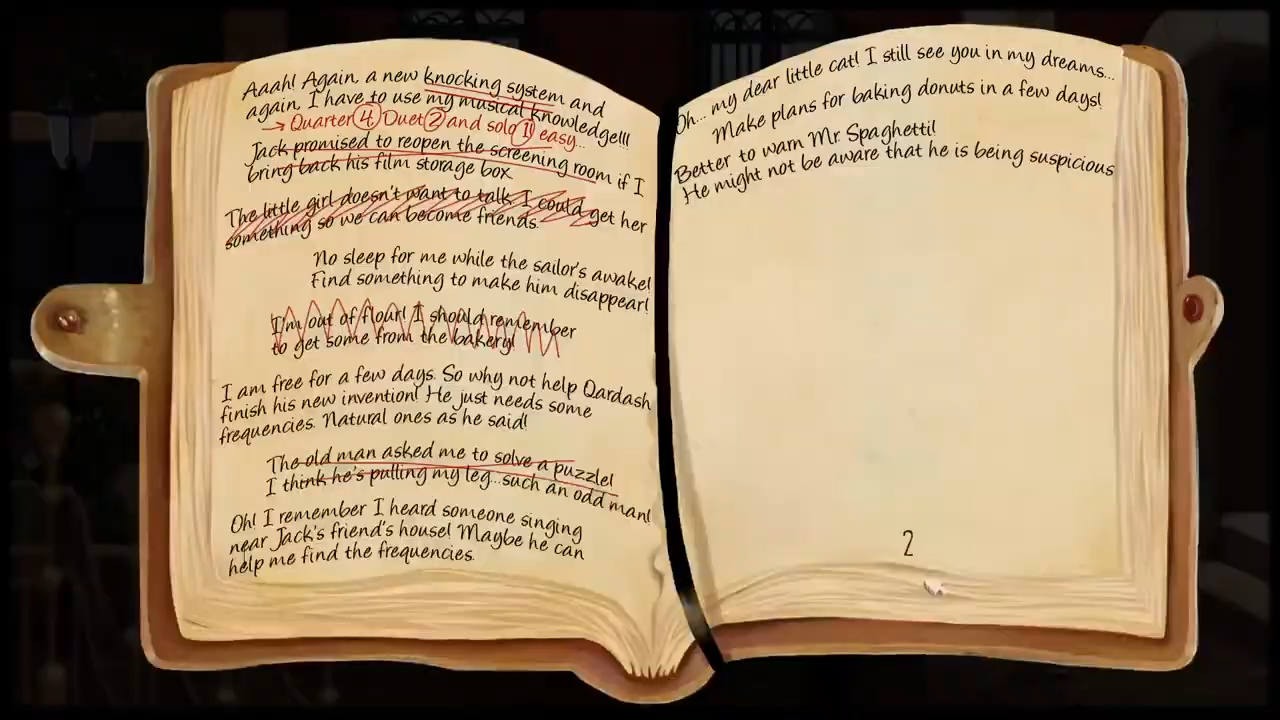 Aaah! Again, a new knocking system and
again, I have to use my musical knowledge!!!
→ Quarter 4 Duet 2 and solo 1 easy...
Jack promised to reopen the screening room if I
bring back his film storage box.
The little girl doesn't want to talk. I could get her
something so we can become friends.
No sleep for me while the sailor's awake!
Find something to make him disappear!
I'm out of flour! I should remember
to get some from the bakery!
I am free for a few days. So why not help Qardash
finish his new invention! He just needs some
frequencies. Natural ones as he said!
The old man asked me to solve a puzzle!
I think he's pulling my leg...such an odd man!
Oh! I remember I heard someone singing
near Jack's friend's house! Maybe he can
help me find the frequencies.
Oh... my dear little cat! I still see you in my dreams...
Make plans for baking donuts in a few days!
Better to warn Mr. Spaghetti!
He might not be aware that he is being suspicious
2